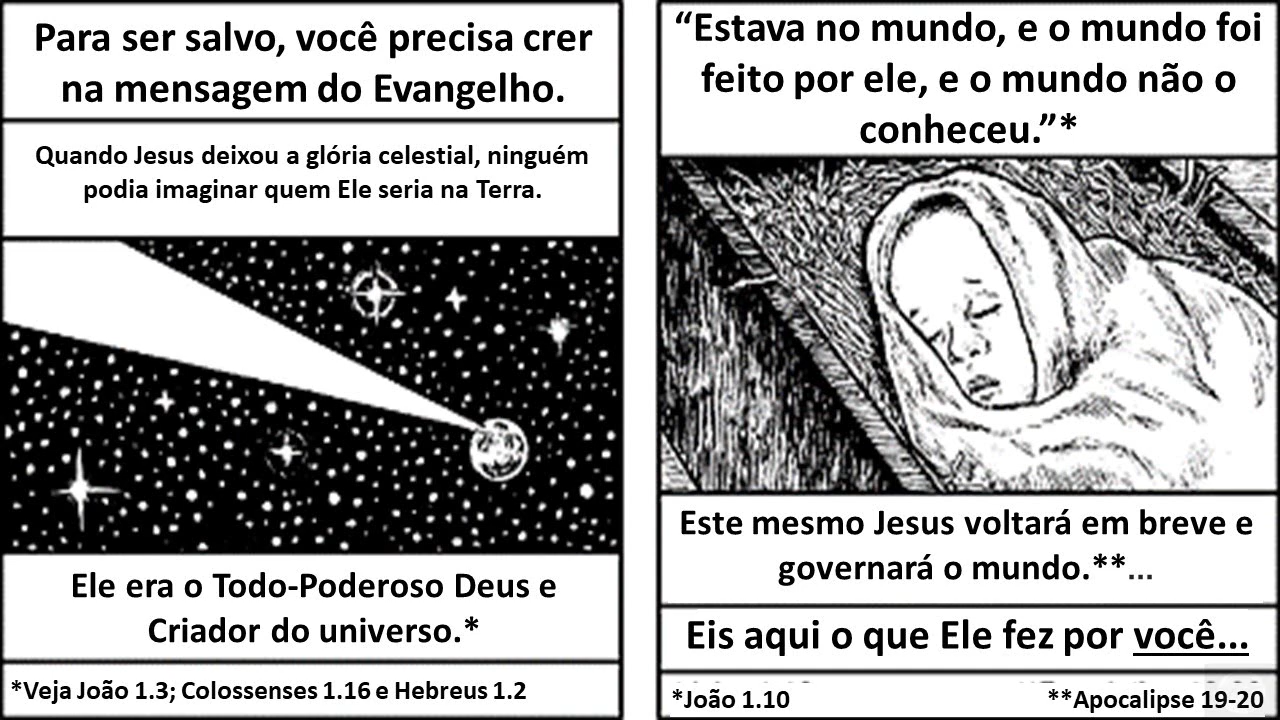 Para ser salvo, você precisa crer
na mensagem do Evangelho.
Quando Jesus deixou a glória celestial, ninguém
podia imaginar quem Ele seria na Terra.
Ele era o Todo-Poderoso Deus e
Criador do universo.*
*Veja João 1.3; Colossenses 1.16 e Hebreus 1.2
“Estava no mundo, e o mundo foi
feito por ele, e o mundo não o
conheceu.”*
Este mesmo Jesus voltará em breve e
governará o mundo.**...
Eis aqui o que Ele fez por você...
*João 1.10 **Apocalipse 19-20